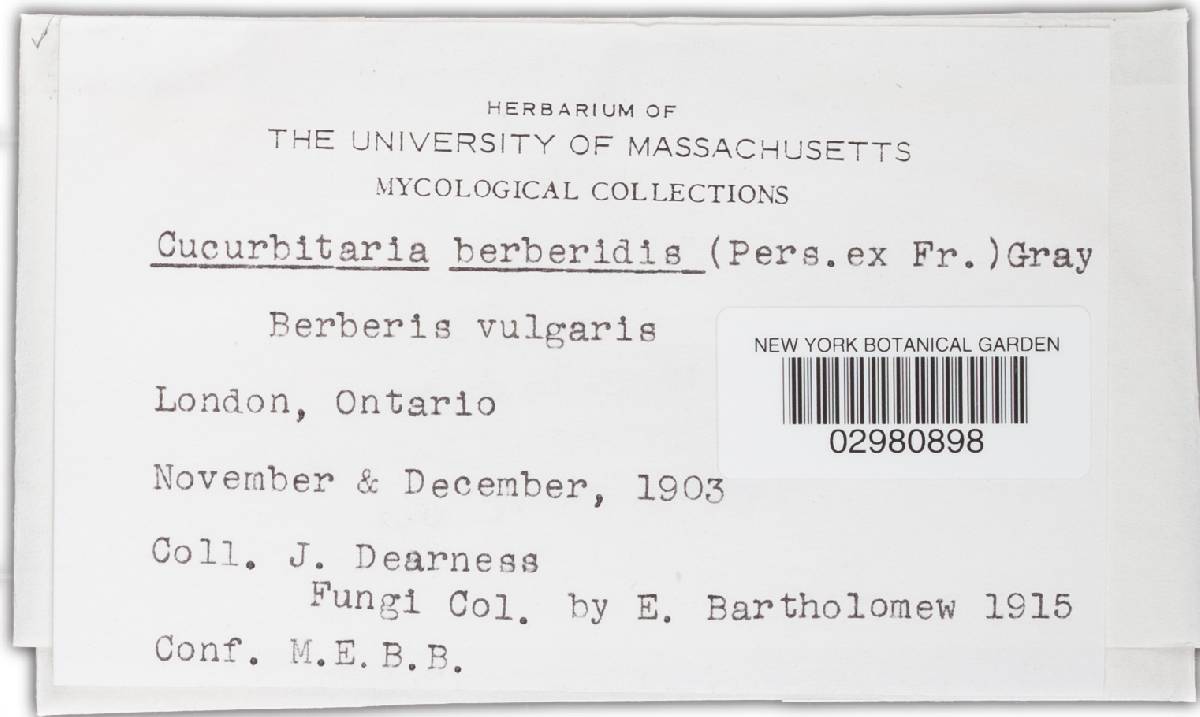 HERBARIUM OF
THE UNIVERSITY OF MASSACHUSETTS
MYCOLOGICAL COLLECTIONS
Cucurbitaria berberidis (Pers.ex Fr.)Gray
Berberis vulgaris
NEW YORK BOTANICAL GARDEN
02980898
London, Ontario
November & December, 1903
Coll. J. Dearness
Fungi Col. by E. Bartholomew 1915
Conf. M.E.B.B.